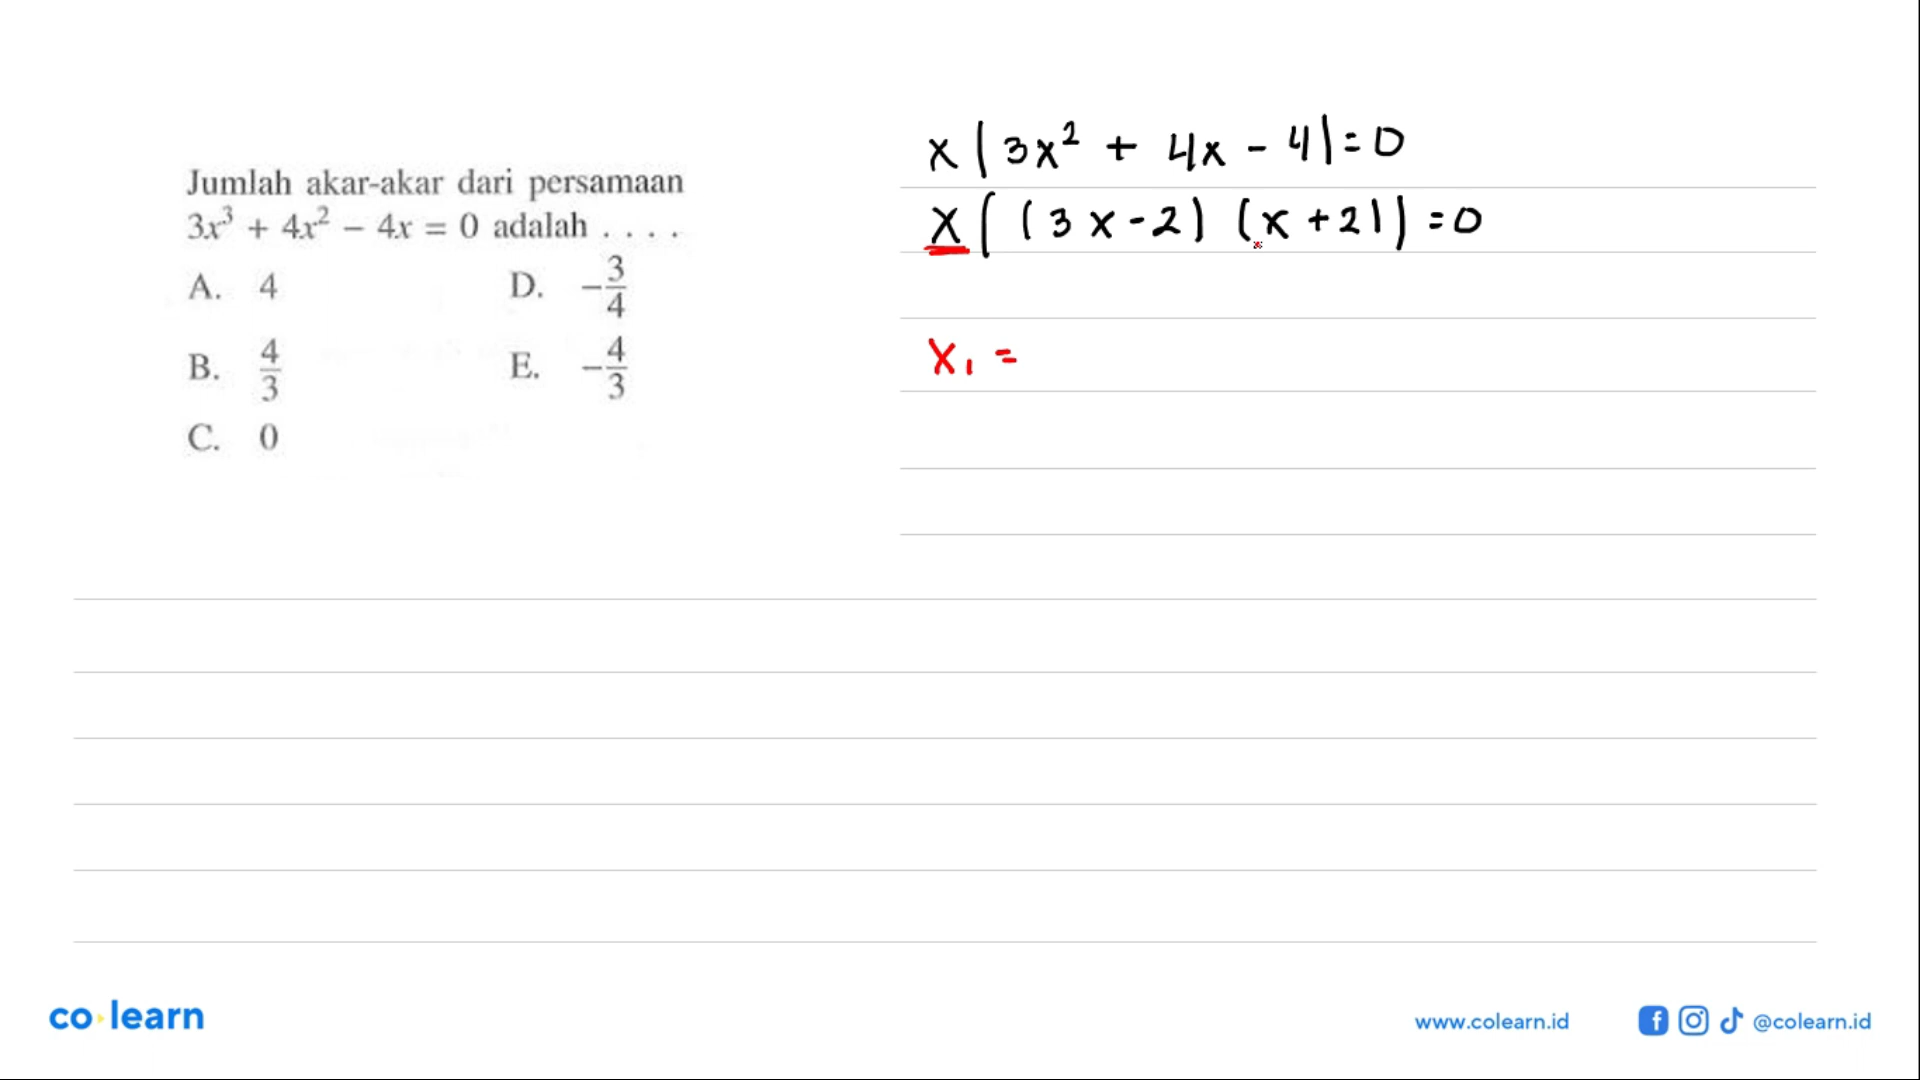 Jumlah akar-akar dari persamaan
3x³ + 4x² − 4x = 0 adalah . . . .
A. 4
B. 4/3
C. 0
D. −3/4
E. −4/3
x(3x² + 4x - 4)=0
x((3x-2) (x+2))=0
x₁ =
co learn
www.colearn.id
@colearn.id